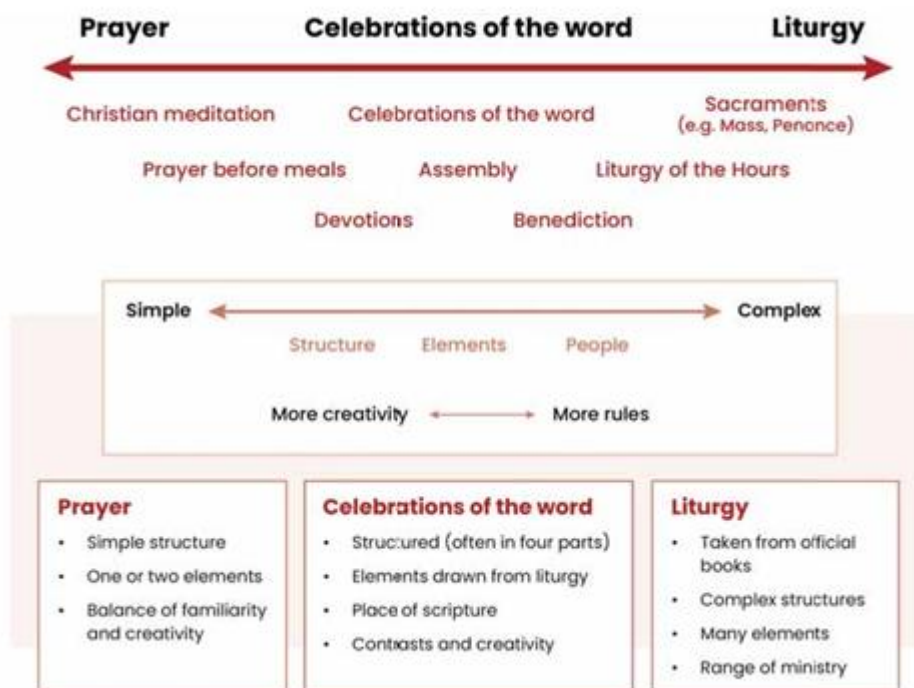 Prayer Celebrations of the word Liturgy
Christian meditation Celebrations of the word Sacraments
(e.g. Mass, Penonce)
Prayer before meals Assembly Liturgy of the Hours
Devotions Benediction
Simple Complex
Structure Elements People
More creativity More rules
Prayer
• Simple structure
• One or two elements
• Balance of familiarity
and creativity
Celebrations of the word
• Structured (often in four parts)
• Elements drawn from liturgy
• Place of scripture
• Contrasts and creativity
Liturgy
• Taken from official
books
• Complex structures
• Many elements
• Range of ministry